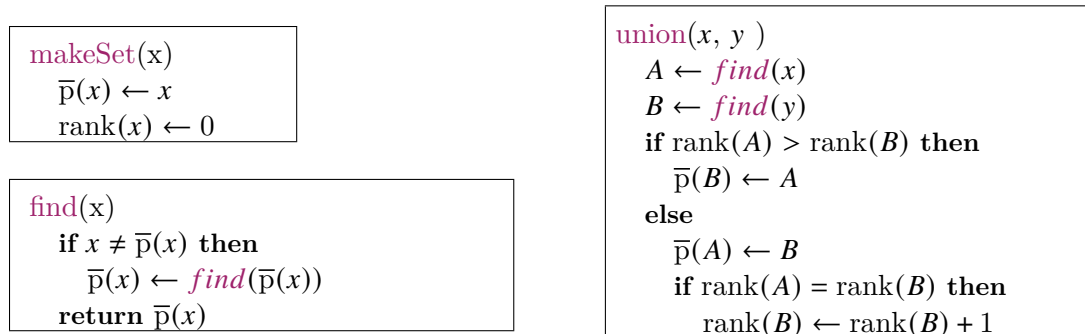 makeSet(x)
p̅(x) ← x
rank(x) ← 0
find(x)
if x ≠ p̅(x) then
p̅(x) ← find(p̅(x))
return p̅(x)
union(x, y )
A ← find(x)
B ← find(y)
if rank(A) > rank(B) then
p̅(B) ← A
else
p̅(A) ← B
if rank(A) = rank(B) then
rank(B) ← rank(B) + 1